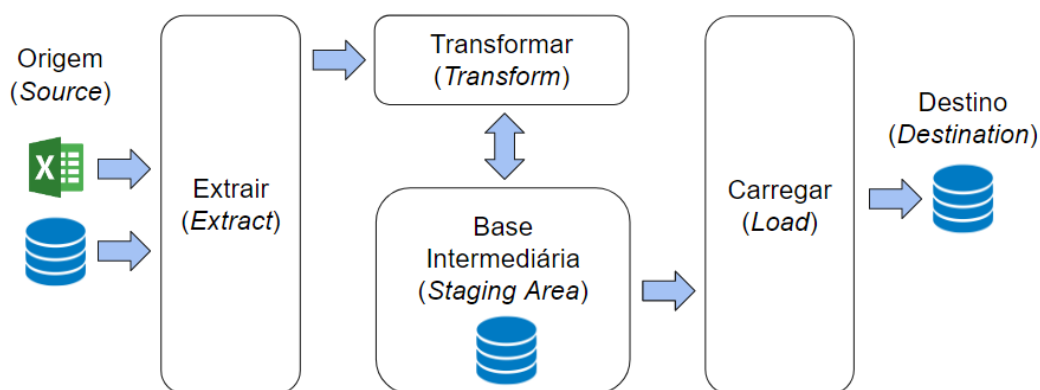 Origem
(Source)
X
Extrair
(Extract)
Transformar
(Transform)
Base
Intermediária
(Staging Area)
Carregar
(Load)
Destino
(Destination)